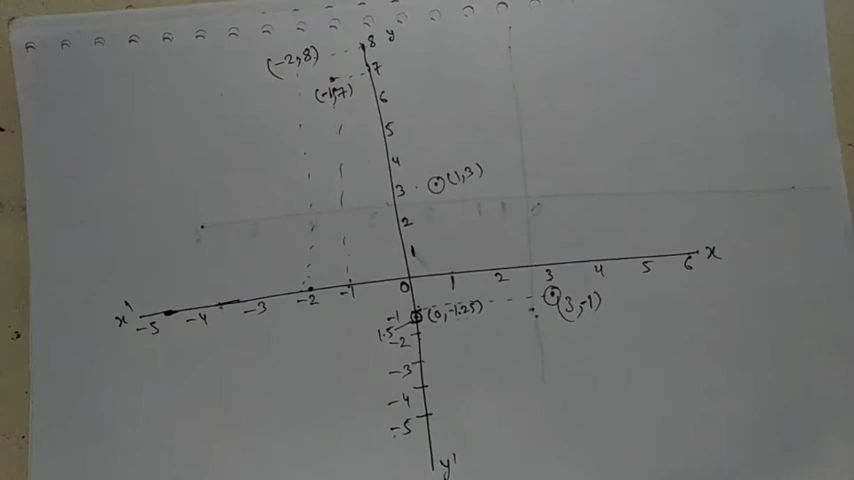 8 y
(-2,8)
7
(-1,7)
6
5
4
3 (1,3)
2
1
x
x' -5 -4 -3 -2 -1 0 1 2 3 4 5 6
-1 (0,-1.25) (3,-1)
1.5
-2
-3
-4
-5
y'